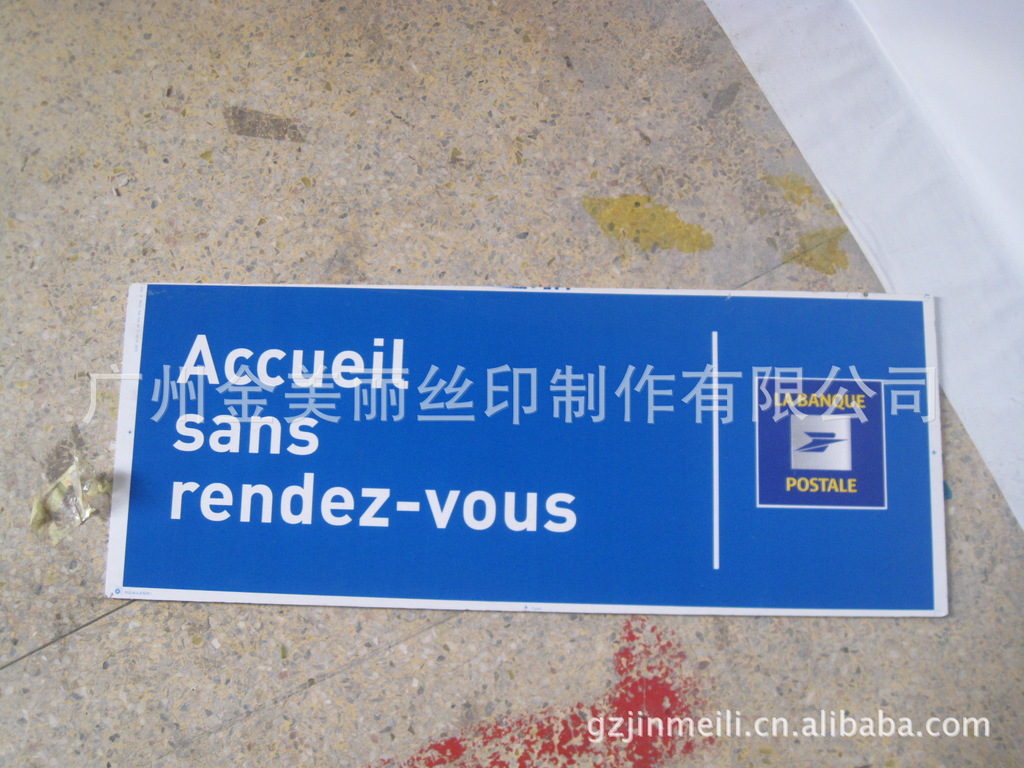 Accueil
sans
rendez-vous
LA BANQUE
POSTALE
广州金美丽丝印制作有限公司
gzjinmeili.cn.alibaba.com